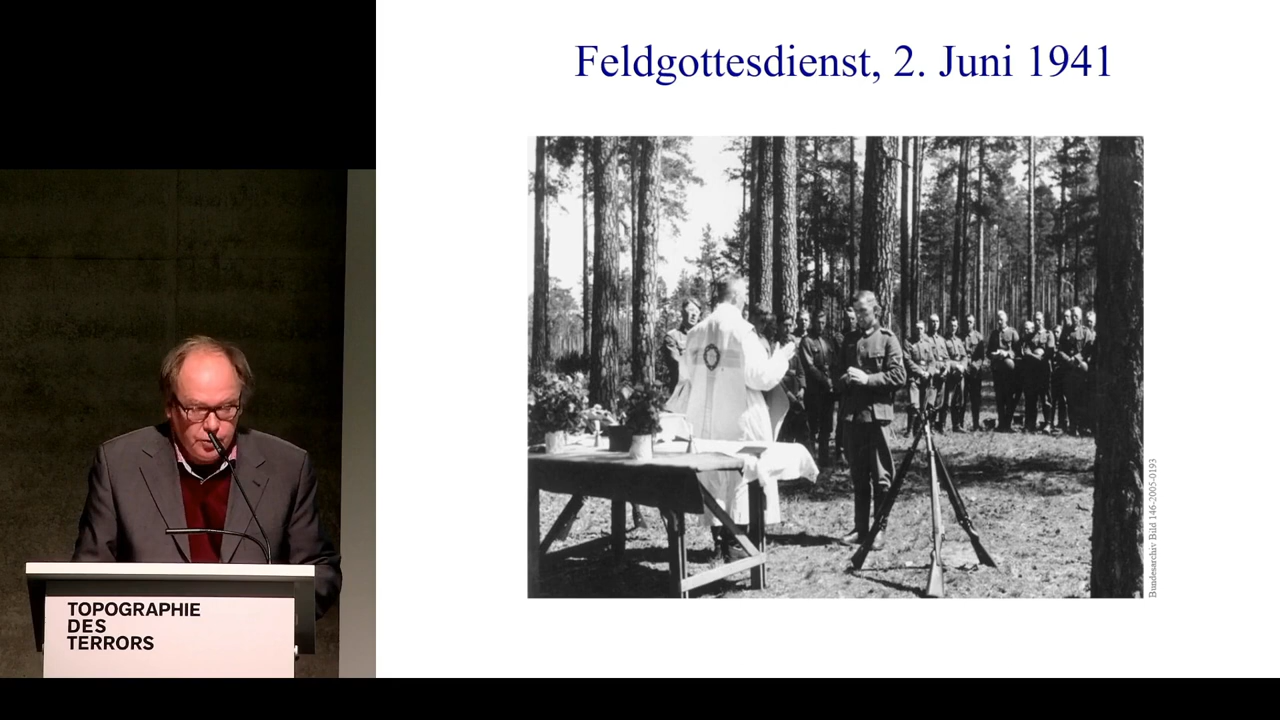 Feldgottesdienst, 2. Juni 1941
Bundesarchiv Bild 146-2005-0193
TOPOGRAPHIE
DES
TERRORS